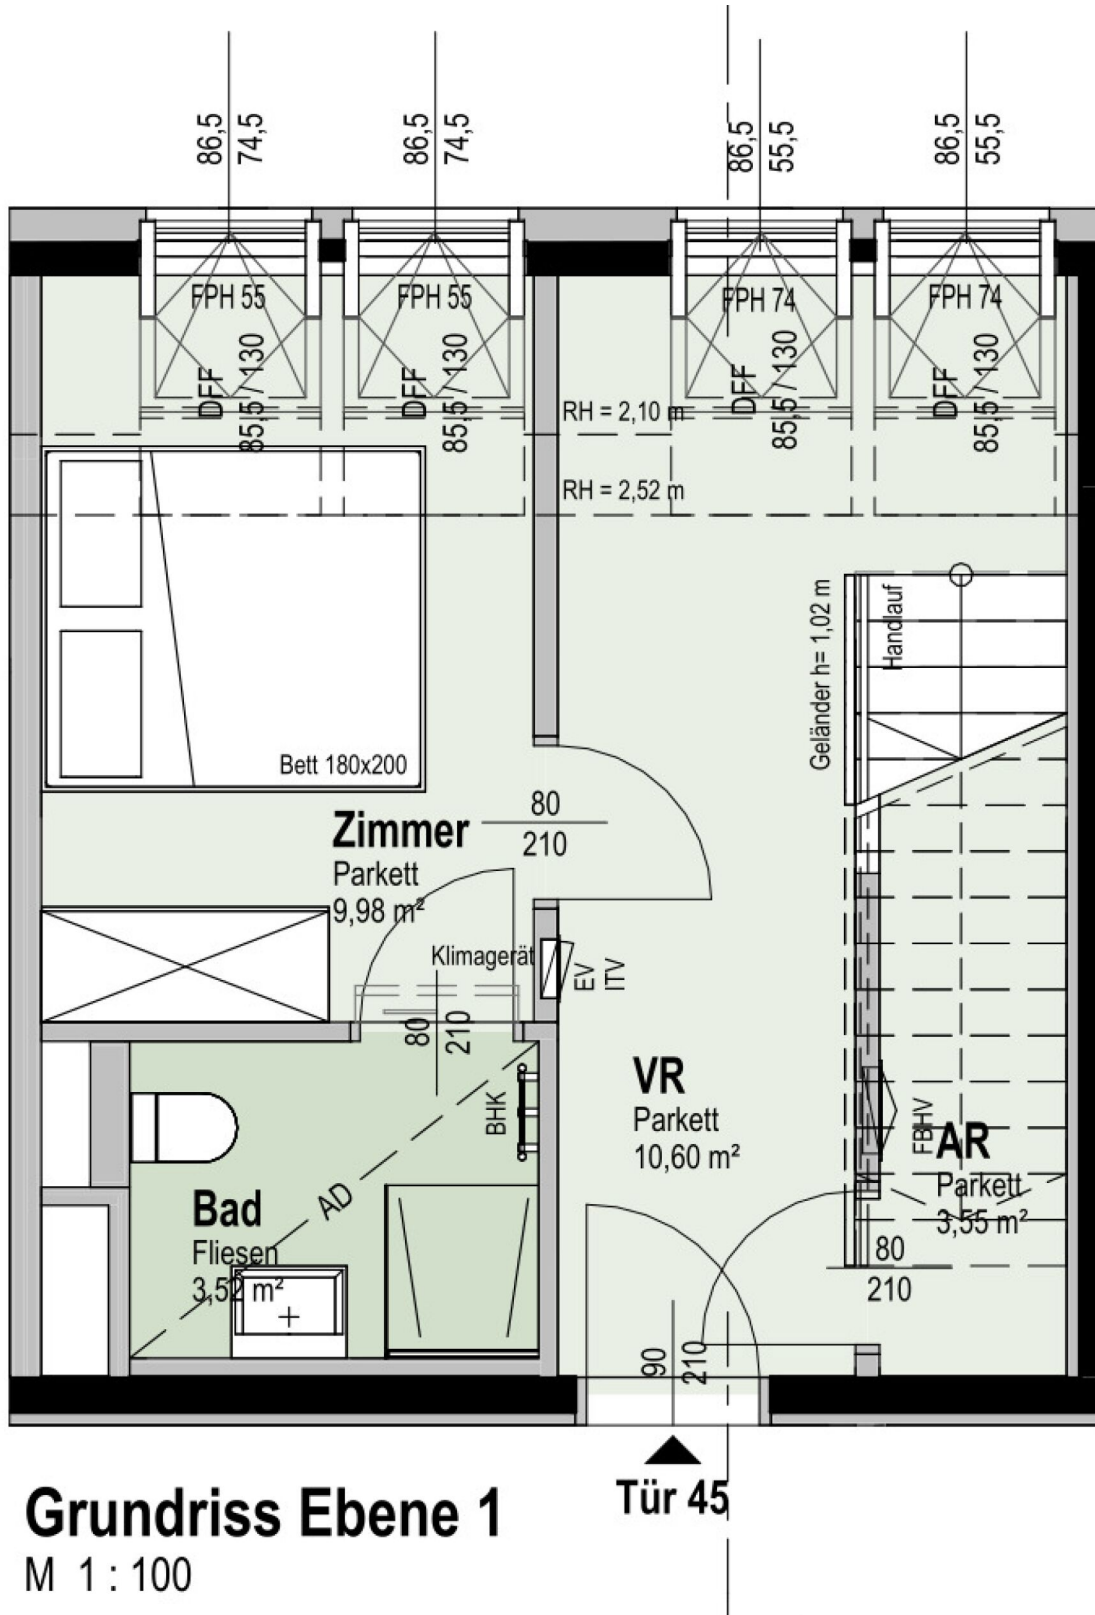 86,5
74,5
86,5
74,5
86,5
55,5
86,5
55,5
FPH 55
FPH 55
FPH 74
FPH 74
DFF
85,5 / 130
DFF
85,5 / 130
DFF
85,5 / 130
DFF
85,5 / 130
RH = 2,10 m
RH = 2,52 m
Geländer h= 1,02 m
Handlauf
Bett 180x200
Zimmer
Parkett
9,98 m²
80
210
Klimagerät
EV
ITV
80
210
BHK
VR
Parkett
10,60 m²
FBHV
AR
Parkett
3,55 m²
Bad
Fliesen
3,52 m²
AD
80
210
90
210
Tür 45
Grundriss Ebene 1
M 1 : 100